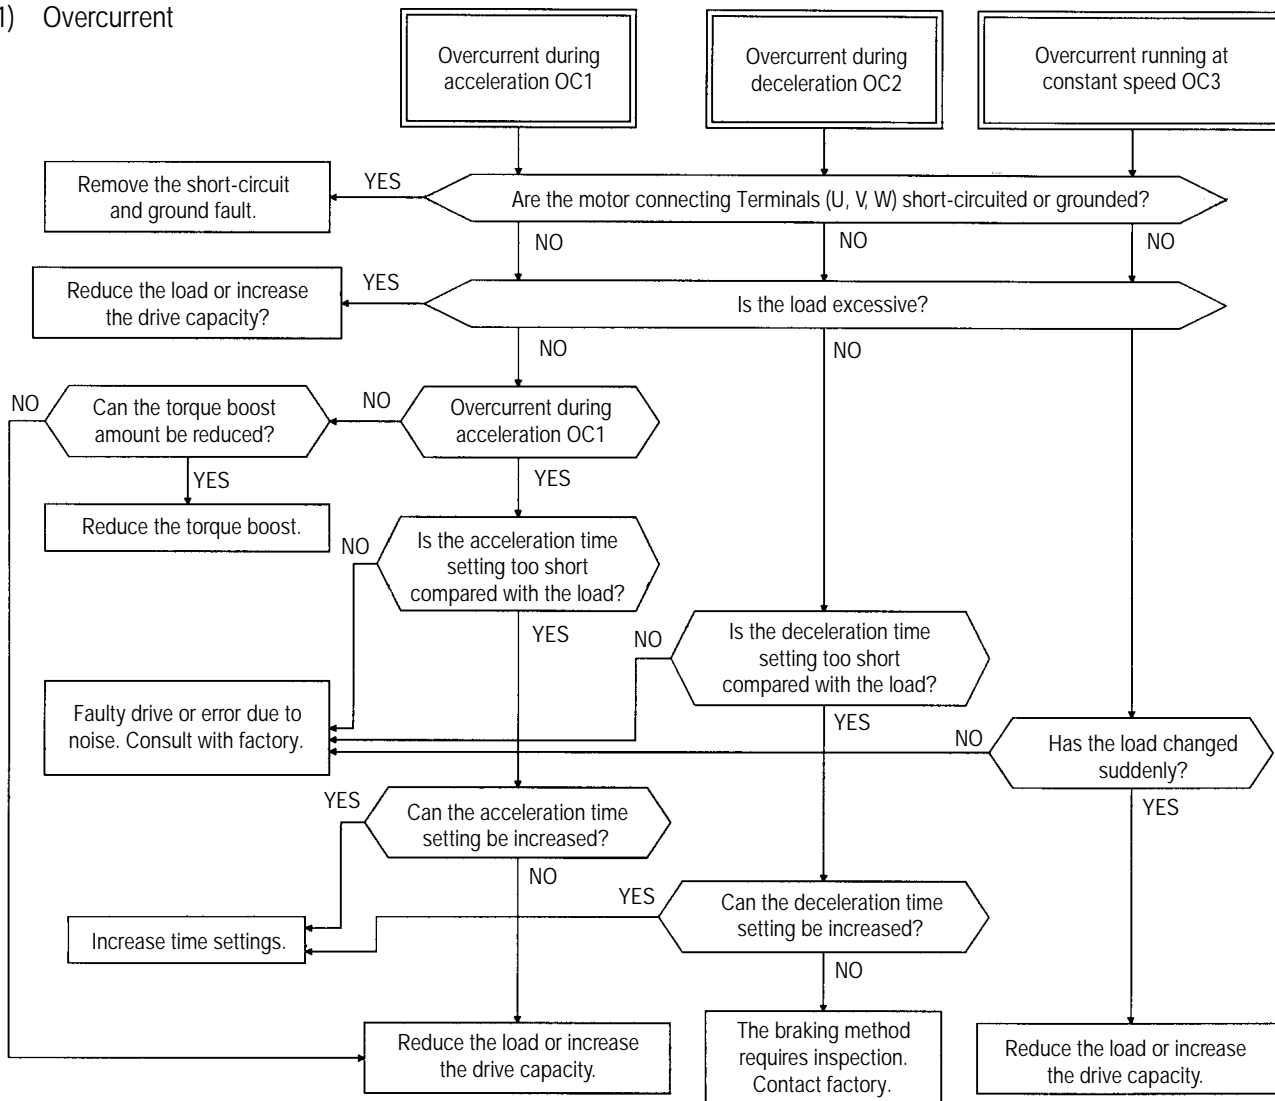 1) Overcurrent
Overcurrent during
acceleration OC1
Overcurrent during
deceleration OC2
Overcurrent running at
constant speed OC3
Remove the short-circuit
and ground fault.
YES
Are the motor connecting Terminals (U, V, W) short-circuited or grounded?
NO
NO
NO
Reduce the load or increase
the drive capacity?
YES
Is the load excessive?
NO
NO
NO
Can the torque boost
amount be reduced?
NO
Overcurrent during
acceleration OC1
YES
YES
Reduce the torque boost.
NO
Is the acceleration time
setting too short
compared with the load?
YES
NO
Is the deceleration time
setting too short
compared with the load?
Faulty drive or error due to
noise. Consult with factory.
YES
NO
Has the load changed
suddenly?
YES
Can the acceleration time
setting be increased?
YES
NO
YES
Can the deceleration time
setting be increased?
Increase time settings.
NO
Reduce the load or increase
the drive capacity.
The braking method
requires inspection.
Contact factory.
Reduce the load or increase
the drive capacity.